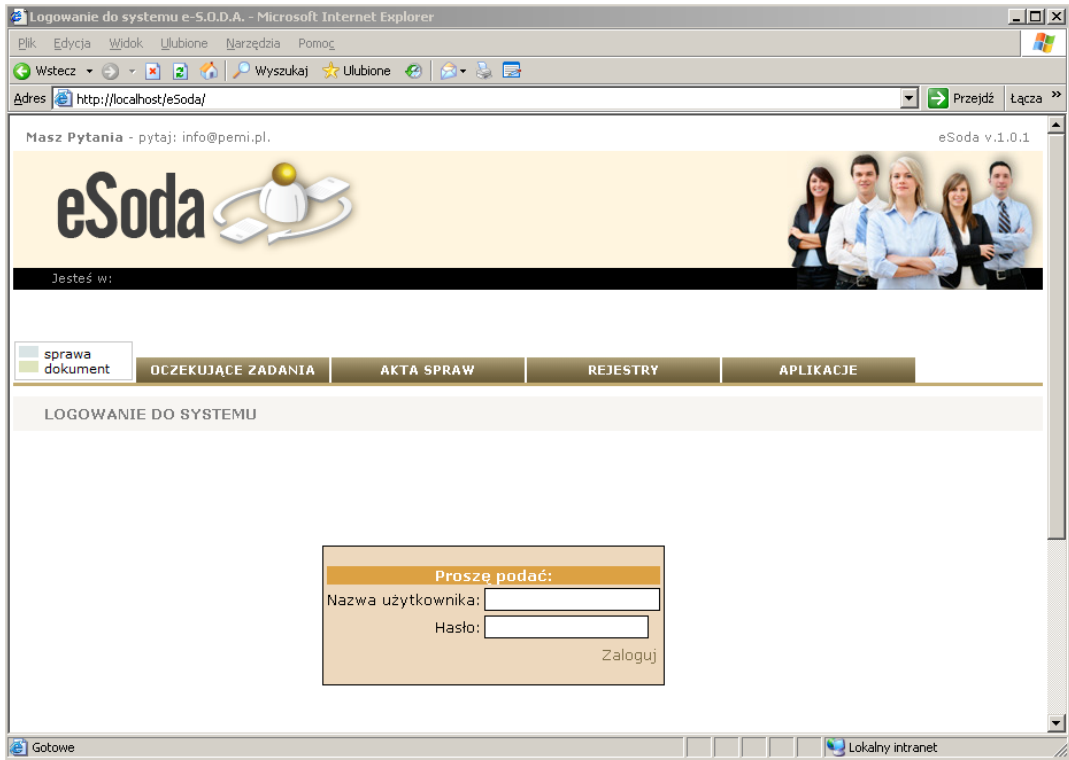 Logowanie do systemu e-S.O.D.A. - Microsoft Internet Explorer
Plik Edycja Widok Ulubione Narzędzia Pomoc
Wstecz Wyszukaj Ulubione
Adres http://localhost/eSoda/ Przejdź Łącza »
Masz Pytania - pytaj: info@pemi.pl. eSoda v.1.0.1
eSoda
Jesteś w:
sprawa
dokument
OCZEKUJĄCE ZADANIA AKTA SPRAW REJESTRY APLIKACJE
LOGOWANIE DO SYSTEMU
Proszę podać:
Nazwa użytkownika:
Hasło:
Zaloguj
Gotowe Lokalny intranet